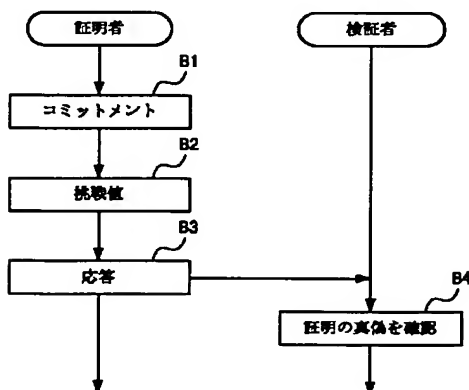 証明者
検証者
B1
コミットメント
B2
挑戦値
B3
応答
B4
証明の真偽を確認